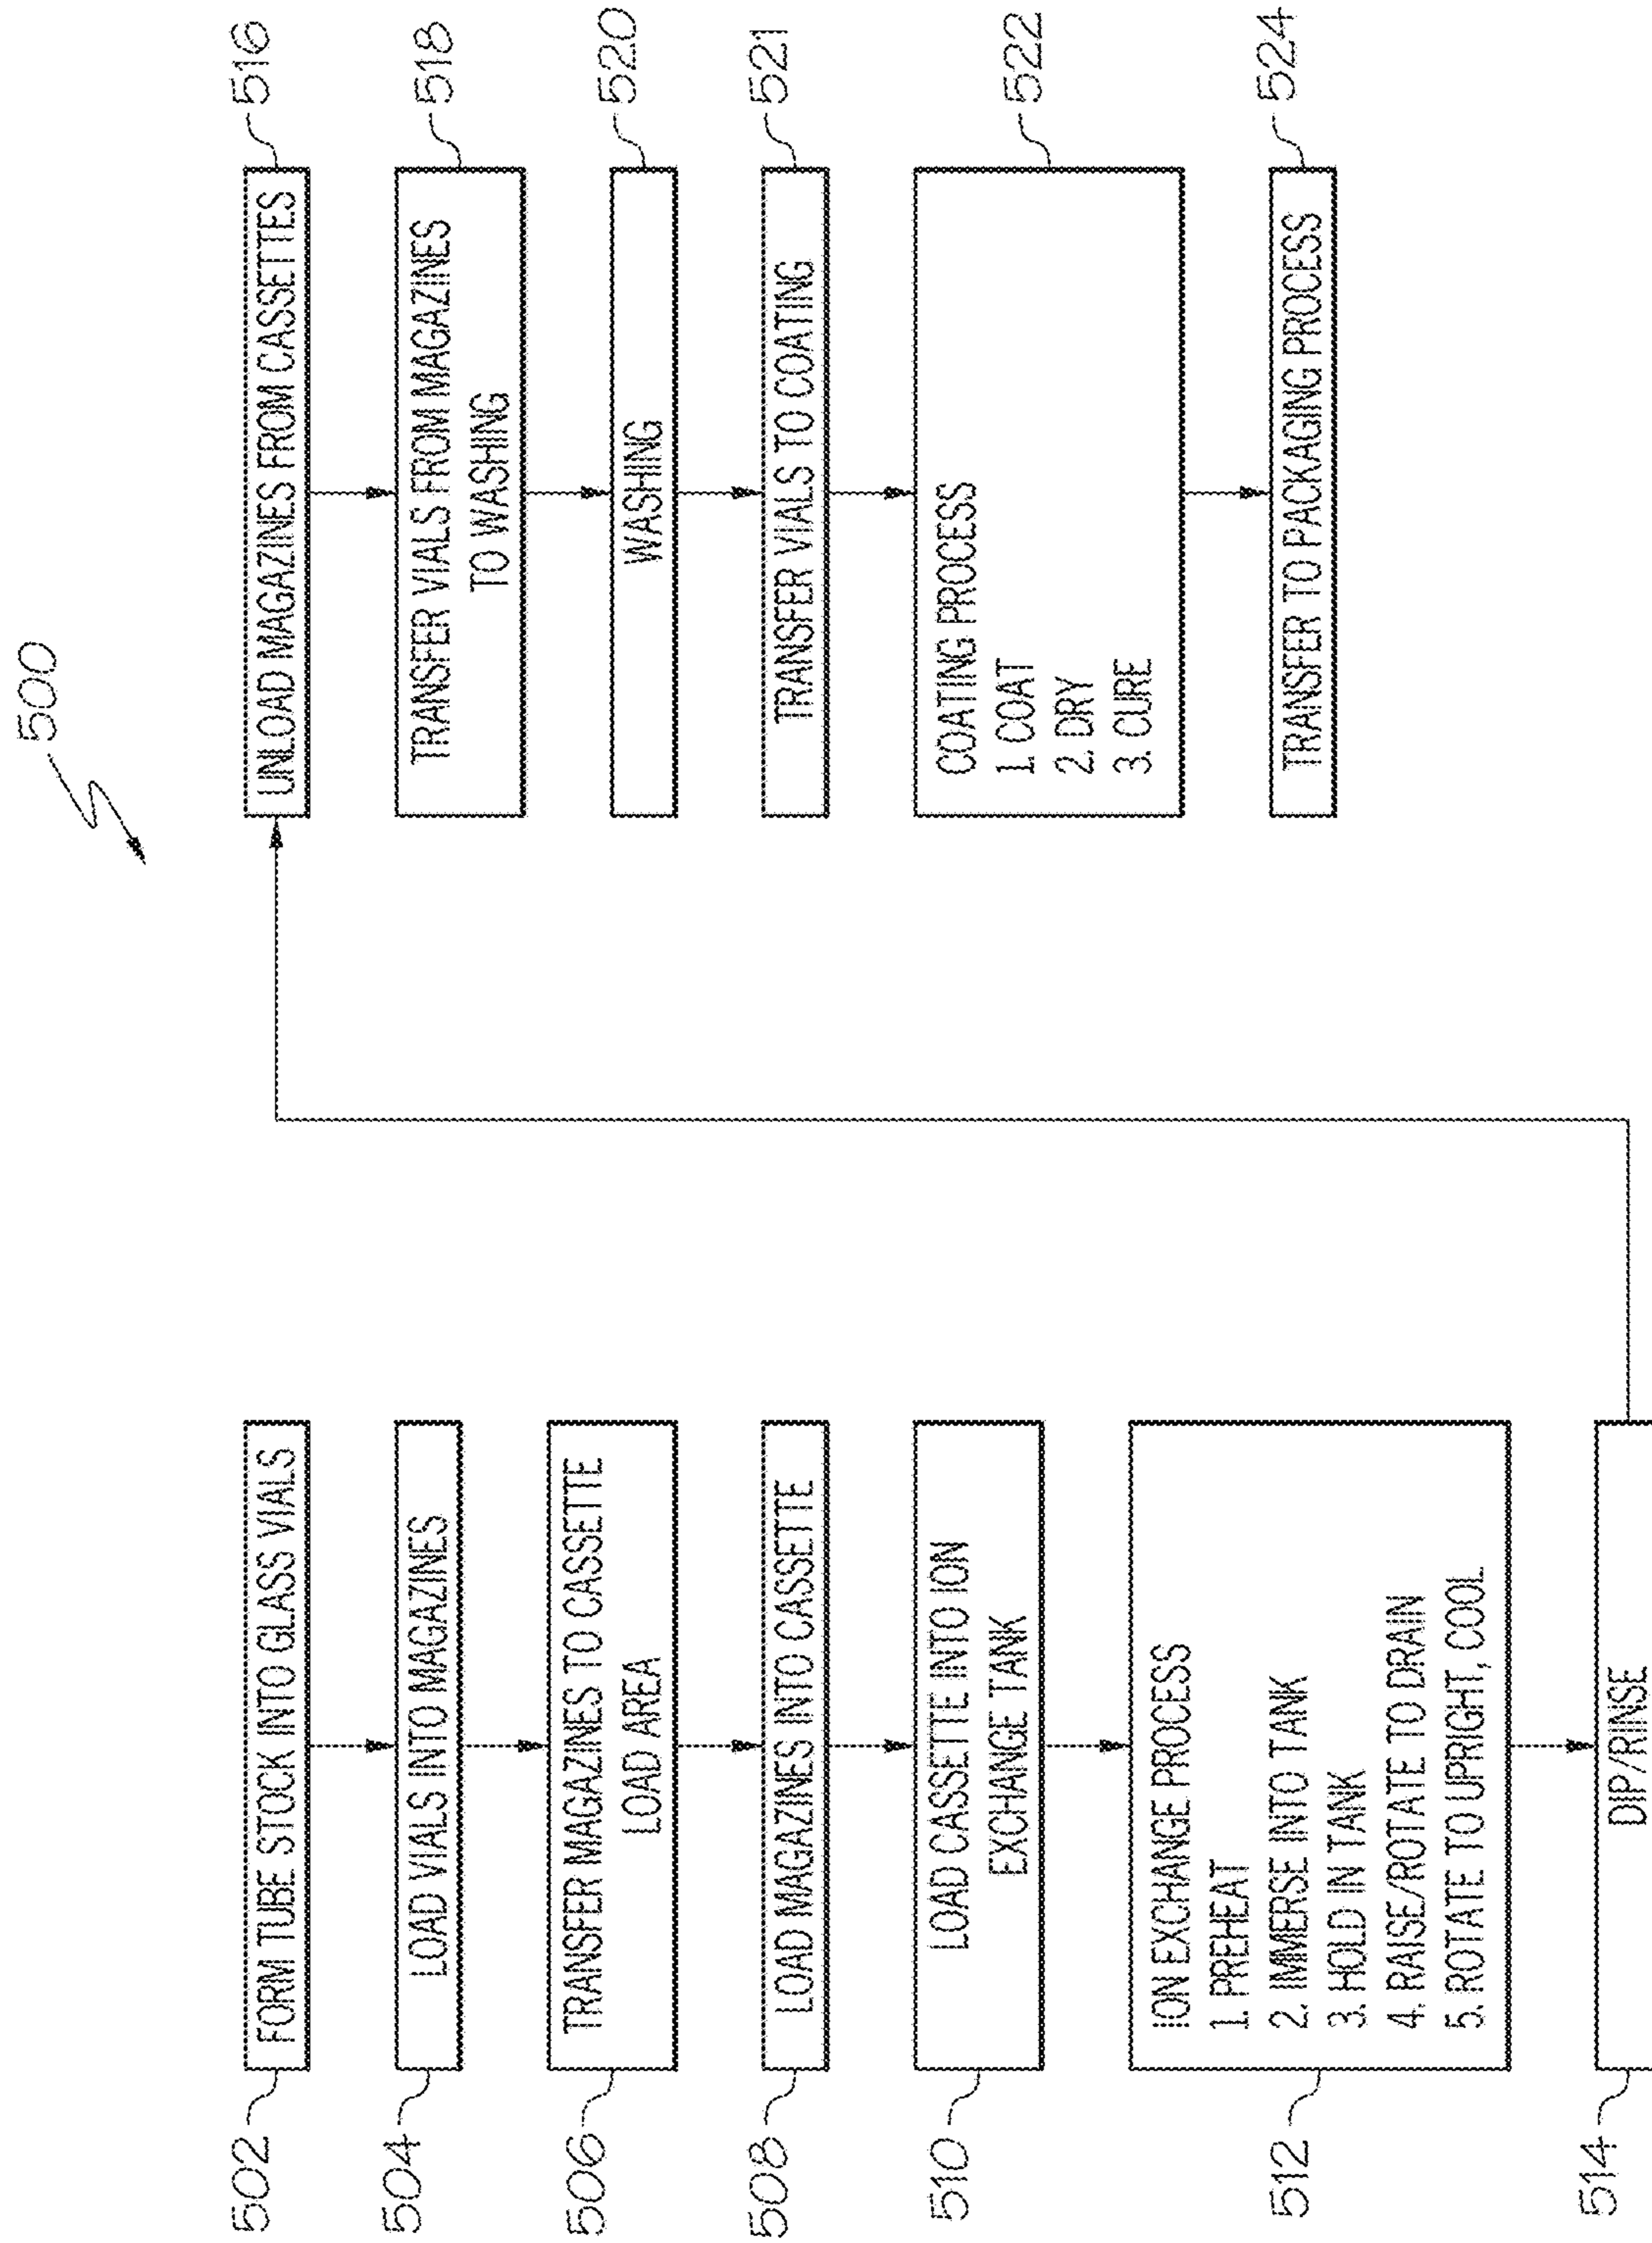 500
502
FORM TUBE STOCK INTO GLASS VIALS
504
LOAD VIALS INTO MAGAZINES
506
TRANSFER MAGAZINES TO CASSETTE
LOAD AREA
508
LOAD MAGAZINES INTO CASSETTE
510
LOAD CASSETTE INTO ION
EXCHANGE TANK
512
ION EXCHANGE PROCESS
1. PREHEAT
2. IMMERSE INTO TANK
3. HOLD IN TANK
4. RAISE/ROTATE TO DRAIN
5. ROTATE TO UPRIGHT, COOL
514
DIP/RINSE
UNLOAD MAGAZINES FROM CASSETTES
516
TRANSFER VIALS FROM MAGAZINES
TO WASHING
518
WASHING
520
TRANSFER VIALS TO COATING
521
COATING PROCESS
1. COAT
2. DRY
3. CURE
522
TRANSFER TO PACKAGING PROCESS
524